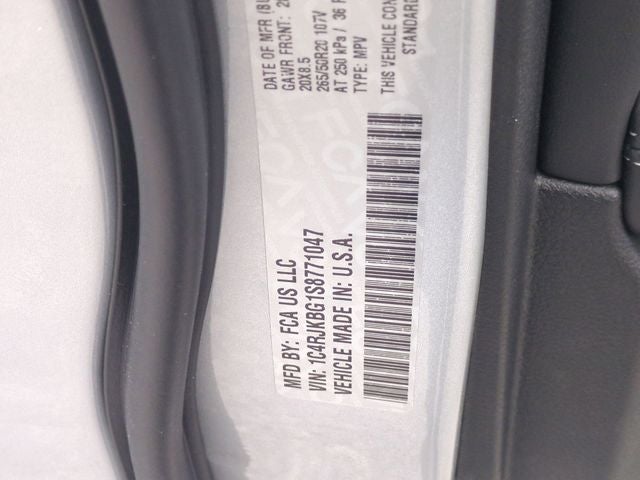 MFD BY: FCA US LLC
DATE OF MFR
VIN: 1C4RJKBG1S8771047
GAWR FRONT:
VEHICLE MADE IN: U.S.A.
20X8.5
265/50R20 107V
AT 250 kPa / 36
TYPE: MPV
THIS VEHICLE
STANDARD
FCA